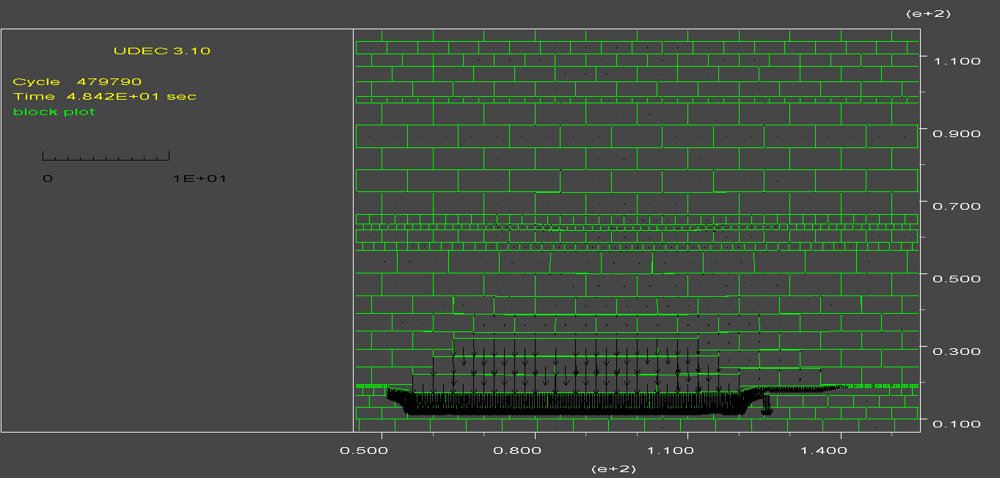 (e+2)
UDEC 3.10
Cycle 479790
Time 4.842E+01 sec
block plot
0 1E+01
1.100
0.900
0.700
0.500
0.300
0.100
0.500 0.800 1.100 1.400
(e+2)